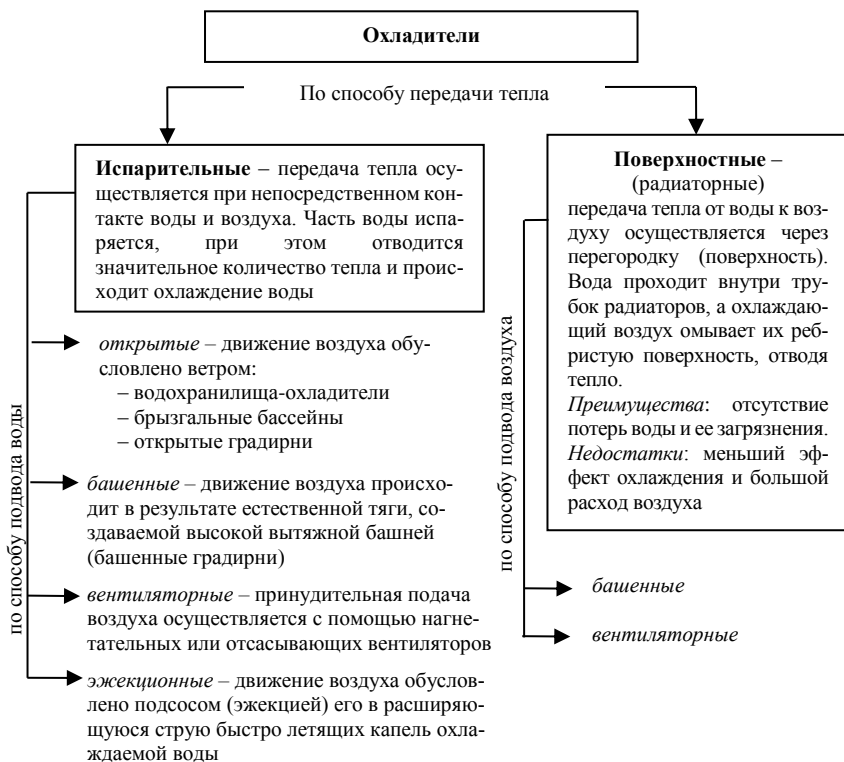 Охладители
По способу передачи тепла
Испарительные – передача тепла осу-
ществляется при непосредственном кон-
такте воды и воздуха. Часть воды испа-
ряется, при этом отводится
значительное количество тепла и проис-
ходит охлаждение воды
по способу подвода воды
открытые – движение воздуха обу-
словлено ветром:
– водохранилища-охладители
– брызгальные бассейны
– открытые градирни
башенные – движение воздуха происхо-
дит в результате естественной тяги, со-
здаваемой высокой вытяжной башней
(башенные градирни)
вентиляторные – принудительная подача
воздуха осуществляется с помощью нагне-
тательных или отсасывающих вентиляторов
эжекционные – движение воздуха обуслов-
лено подсосом (эжекцией) его в расширяю-
щуюся струю быстро летящих капель охла-
ждаемой воды
Поверхностные –
(радиаторные)
передача тепла от воды к воз-
духу осуществляется через
перегородку (поверхность).
Вода проходит внутри тру-
бок радиаторов, а охлаждаю-
щий воздух омывает их реб-
ристую поверхность, отводя
тепло.
Преимущества: отсутствие
потерь воды и ее загрязнения.
Недостатки: меньший эф-
фект охлаждения и большой
расход воздуха
по способу подвода воздуха
башенные
вентиляторные